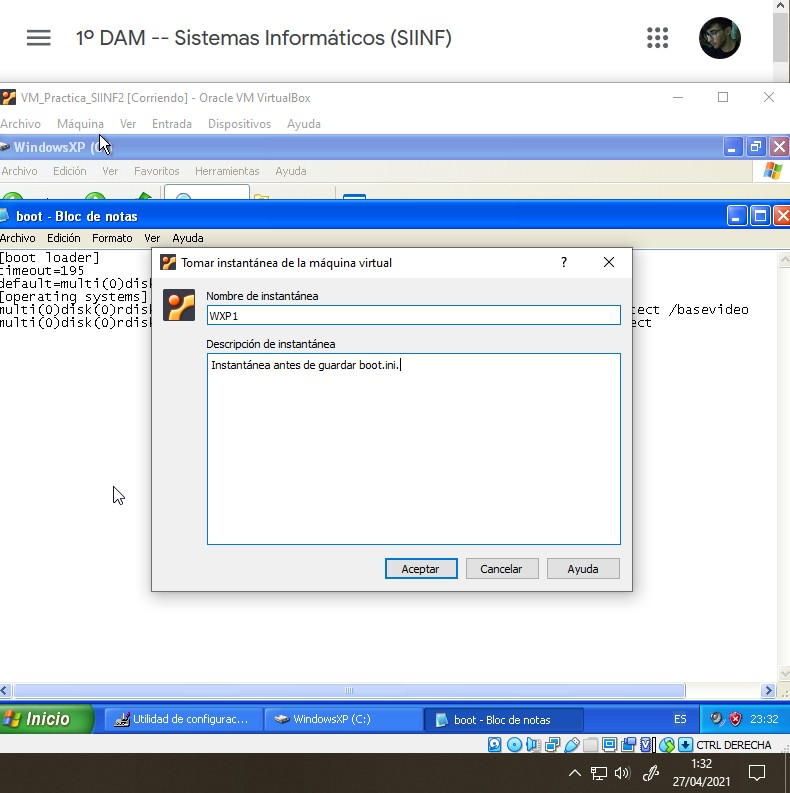 1º DAM -- Sistemas Informáticos (SIINF)
VM_Practica_SIINF2 [Corriendo] - Oracle VM VirtualBox
Archivo Máquina Ver Entrada Dispositivos Ayuda
WindowsXP (C:
Archivo Edición Ver Favoritos Herramientas Ayuda
boot - Bloc de notas
Archivo Edición Formato Ver Ayuda
[boot loader]
timeout=195
default=multi(0)disk
[operating systems]
multi(0)disk(0)rdisk tect /basevideo
multi(0)disk(0)rdisk ect
Tomar instantánea de la máquina virtual
Nombre de instantánea
WXP1
Descripción de instantánea
Instantánea antes de guardar boot.ini.
Aceptar Cancelar Ayuda
Inicio Utilidad de configurac... WindowsXP (C:) boot - Bloc de notas ES 23:32
CTRL DERECHA
1:32
27/04/2021